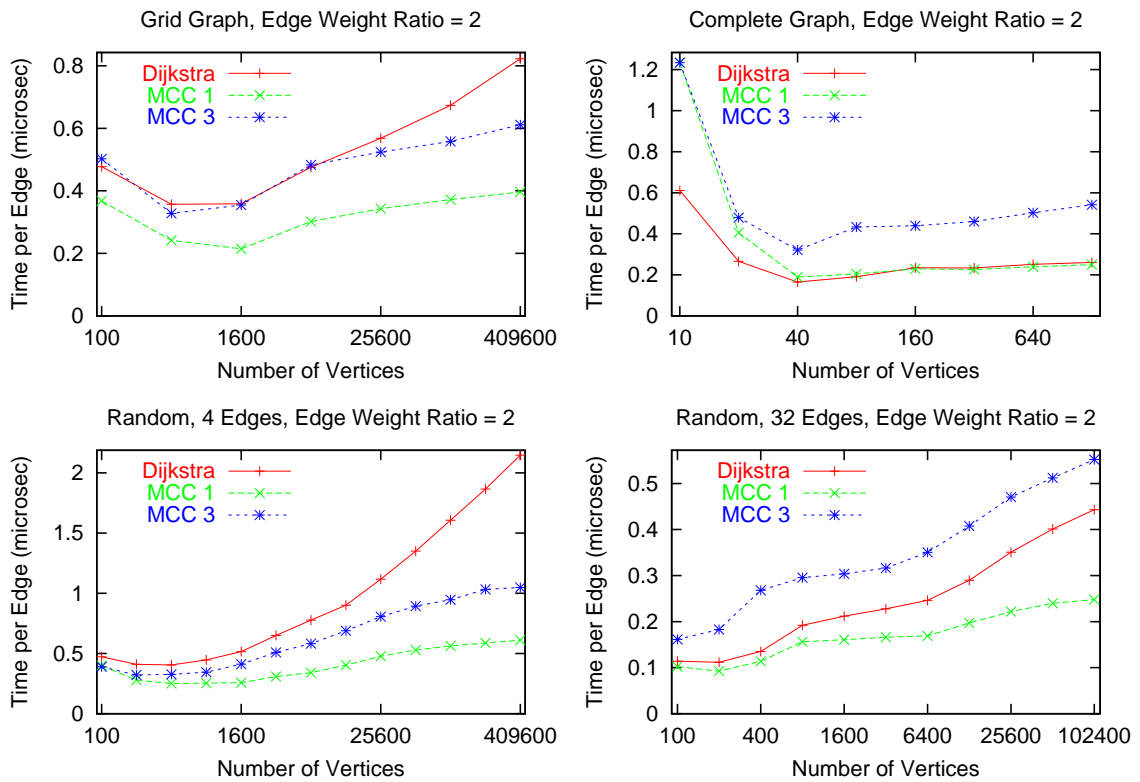 Grid Graph, Edge Weight Ratio = 2
Time per Edge (microsec)
0.8
0.6
0.4
0.2
0
Dijkstra
MCC 1
MCC 3
100 1600 25600 409600
Number of Vertices
Complete Graph, Edge Weight Ratio = 2
Time per Edge (microsec)
1.2
1
0.8
0.6
0.4
0.2
0
Dijkstra
MCC 1
MCC 3
10 40 160 640
Number of Vertices
Random, 4 Edges, Edge Weight Ratio = 2
Time per Edge (microsec)
2
1.5
1
0.5
0
Dijkstra
MCC 1
MCC 3
100 1600 25600 409600
Number of Vertices
Random, 32 Edges, Edge Weight Ratio = 2
Time per Edge (microsec)
0.5
0.4
0.3
0.2
0.1
0
Dijkstra
MCC 1
MCC 3
100 400 1600 6400 25600 102400
Number of Vertices